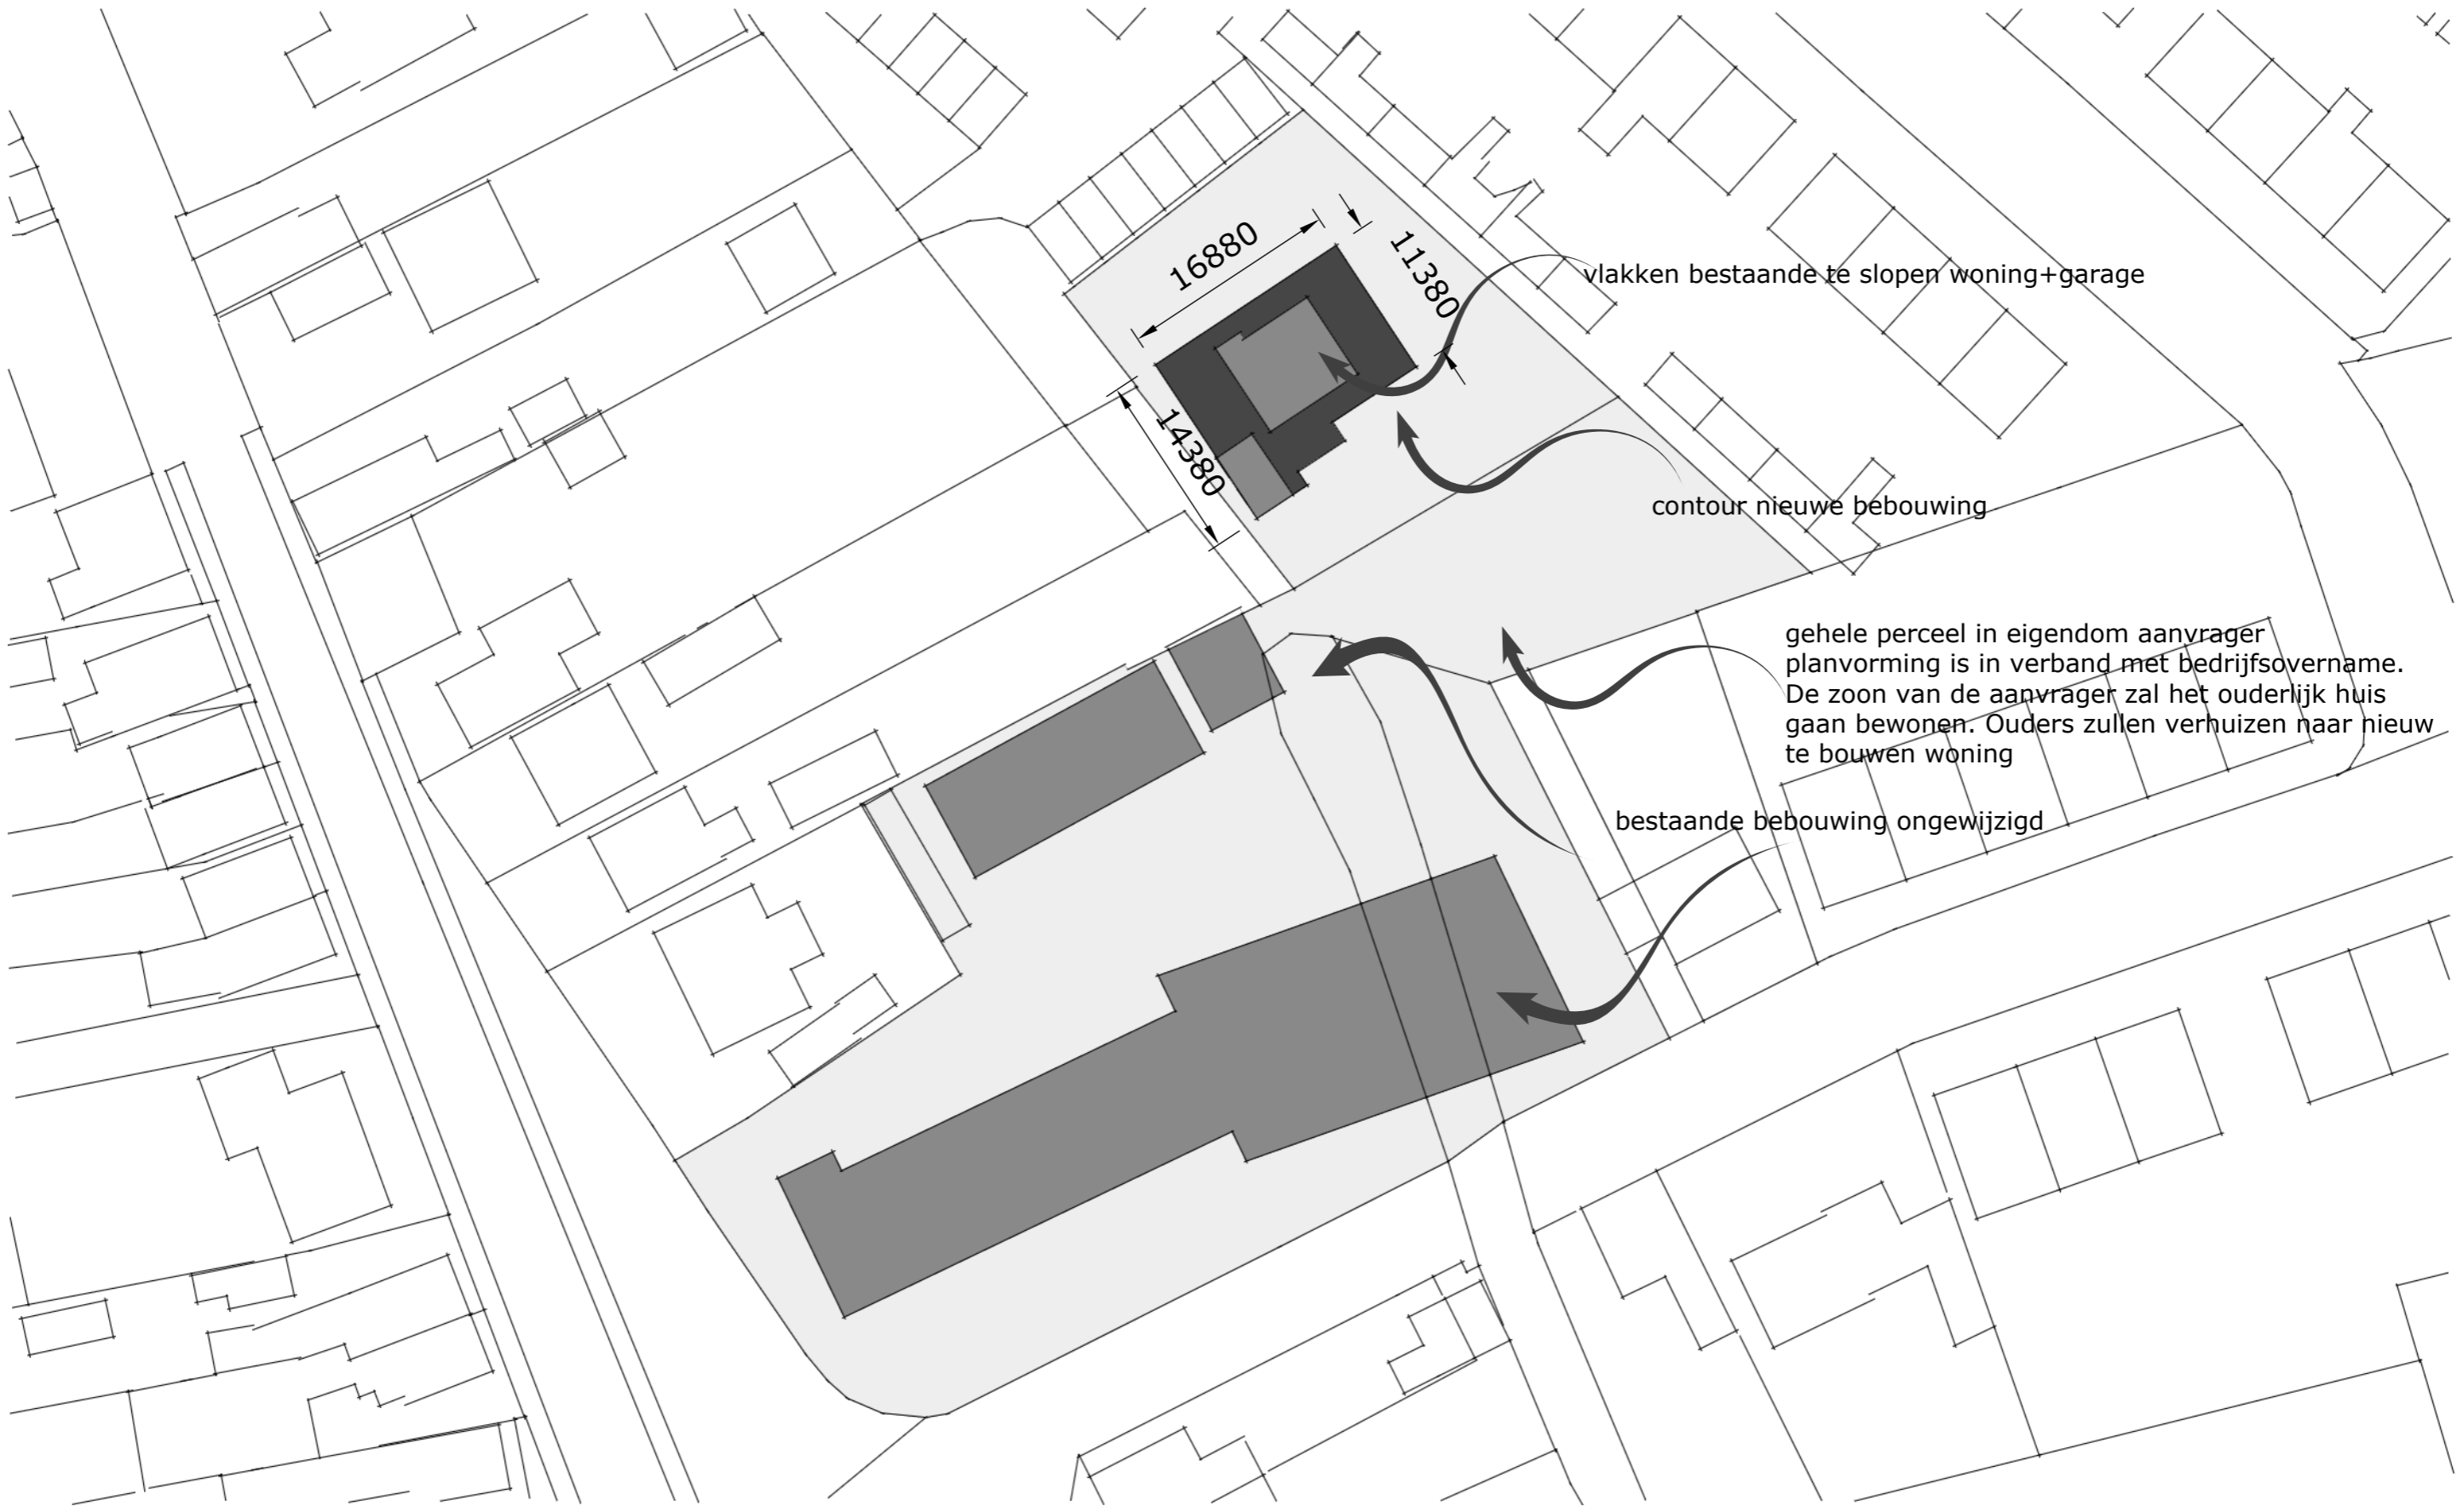 16880
11380
vlakken bestaande te slopen woning+garage
14380
contour nieuwe bebouwing
gehele perceel in eigendom aanvrager
planvorming is in verband met bedrijfsovername.
De zoon van de aanvrager zal het ouderlijk huis
gaan bewonen. Ouders zullen verhuizen naar nieuw
te bouwen woning
bestaande bebouwing ongewijzigd